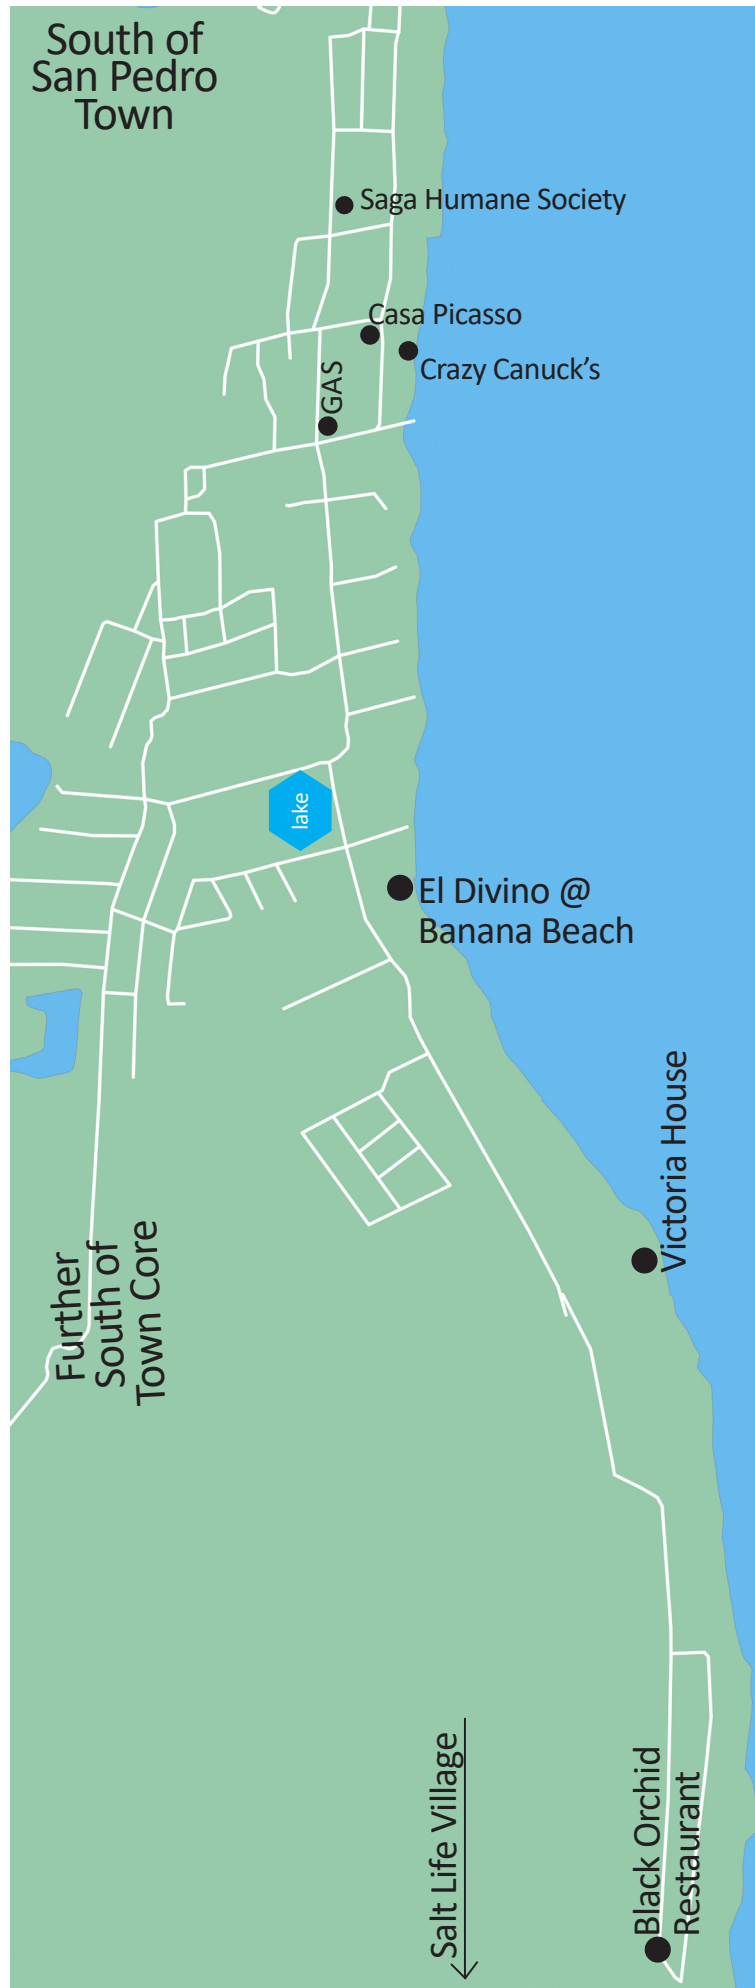 South of
San Pedro
Town
Saga Humane Society
Casa Picasso
Crazy Canuck's
GAS
lake
El Divino @
Banana Beach
Victoria House
Further
South of
Town Core
Salt Life Village
Black Orchid
Restaurant